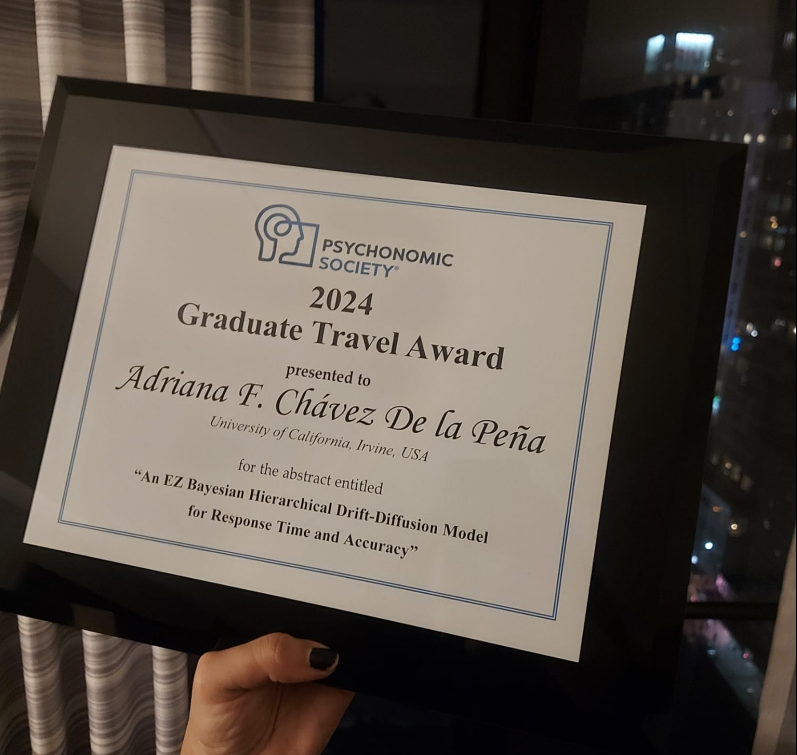 PSYCHONOMIC
SOCIETY®
2024
Graduate Travel Award
presented to
Adriana F. Chávez De la Peña
University of California, Irvine, USA
for the abstract entitled
“An EZ Bayesian Hierarchical Drift-Diffusion Model
for Response Time and Accuracy”